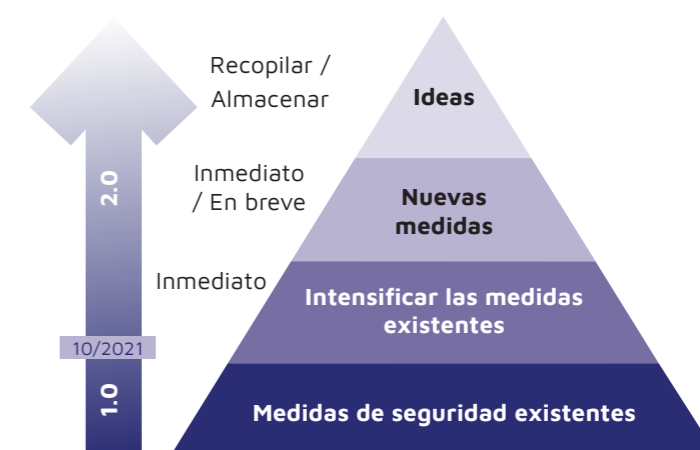 Recopilar /
Almacenar
Ideas
2.0
Inmediato
/ En breve
Nuevas
medidas
Inmediato
Intensificar las medidas
existentes
10/2021
1.0
Medidas de seguridad existentes